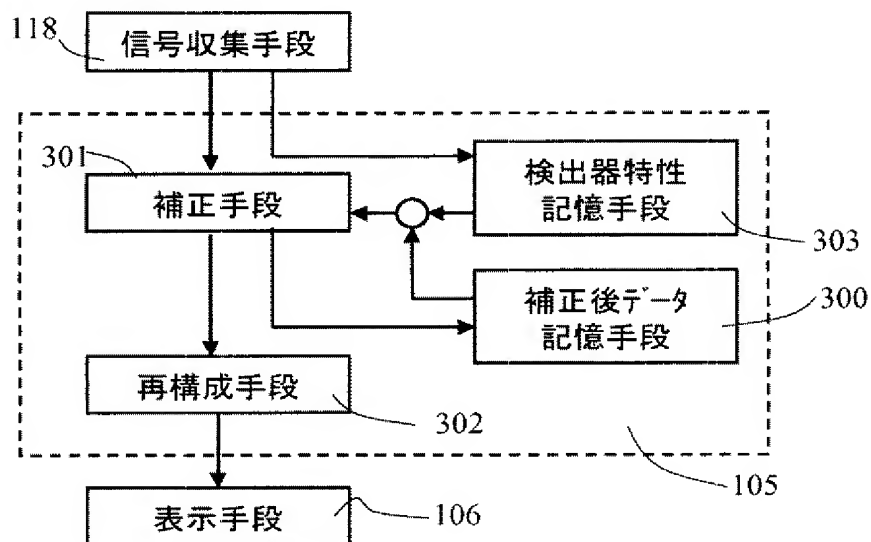 118
信号収集手段
301
補正手段
検出器特性
記憶手段
303
補正後データ
記憶手段
300
再構成手段
302
105
表示手段
106